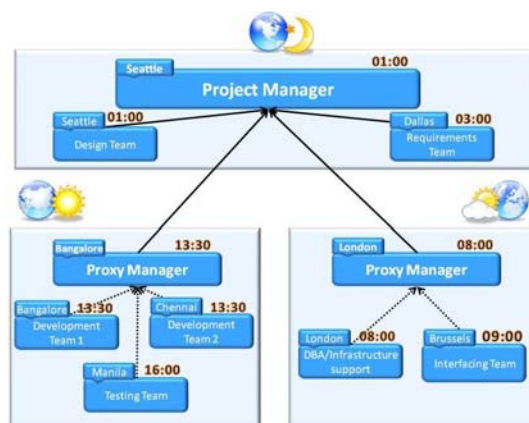 Seattle
01:00
Project Manager
Seattle
01:00
Design Team
Dallas
03:00
Requirements
Team
Bangalore
13:30
Proxy Manager
Bangalore
13:30
Development
Team 1
Chennai
13:30
Development
Team 2
Manila
16:00
Testing Team
London
08:00
Proxy Manager
London
08:00
DBA/Infrastructure
support
Brussels
09:00
Interfacing Team